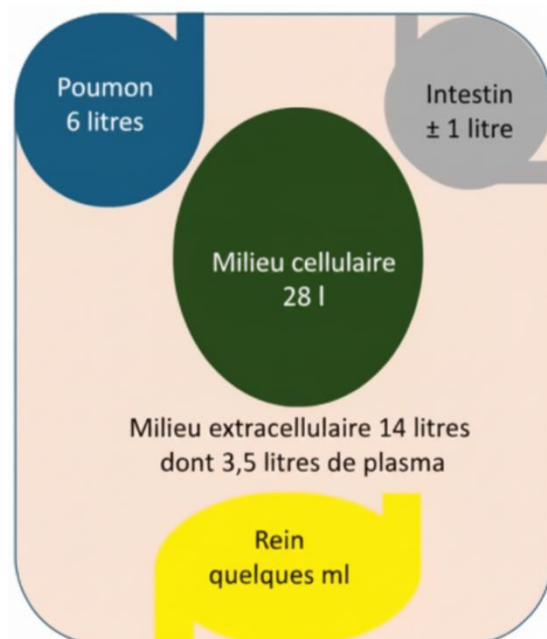 Poumon
6 litres
Intestin
± 1 litre
Milieu cellulaire
28 l
Milieu extracellulaire 14 litres
dont 3,5 litres de plasma
Rein
quelques ml